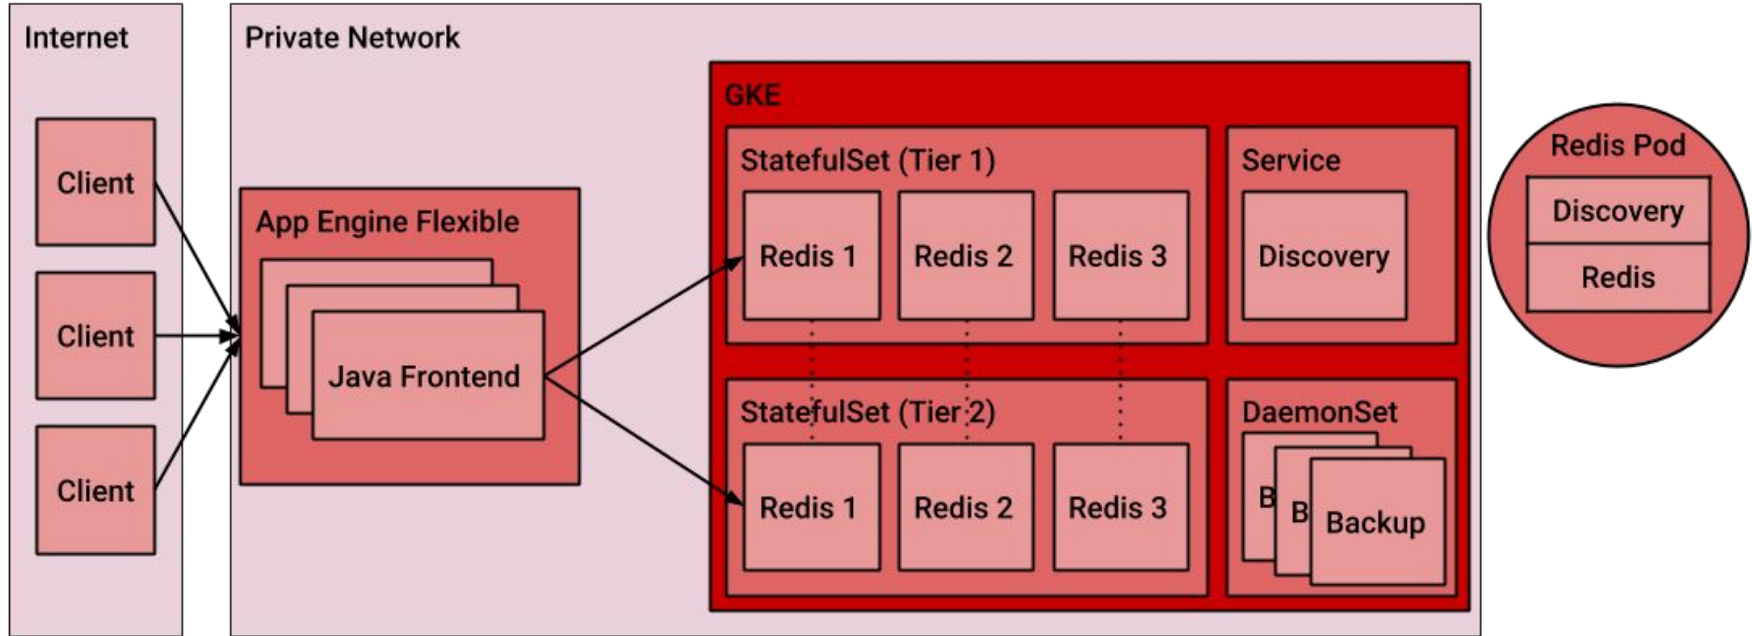 Internet
Client
Client
Client
Private Network
App Engine Flexible
Java Frontend
GKE
StatefulSet (Tier 1)
Redis 1
Redis 2
Redis 3
Service
Discovery
StatefulSet (Tier 2)
Redis 1
Redis 2
Redis 3
DaemonSet
B
B
Backup
Redis Pod
Discovery
Redis